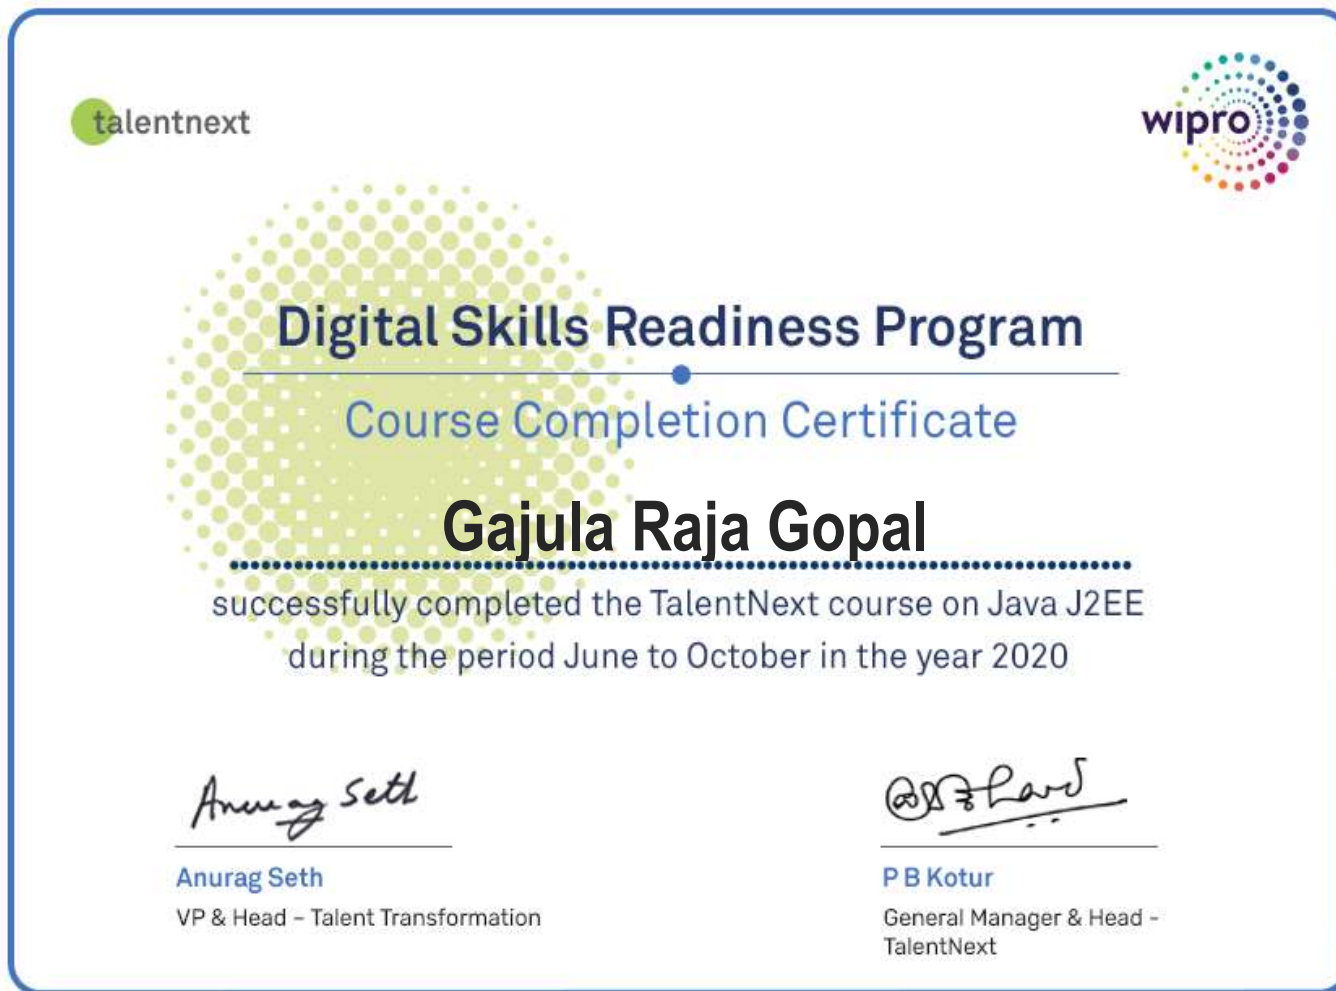 talentnext
wipro
Digital Skills Readiness Program
Course Completion Certificate
Gajula Raja Gopal
successfully completed the TalentNext course on Java J2EE
during the period June to October in the year 2020
Anurag Seth
Anurag Seth
VP & Head – Talent Transformation
P B Kotur
General Manager & Head -
TalentNext